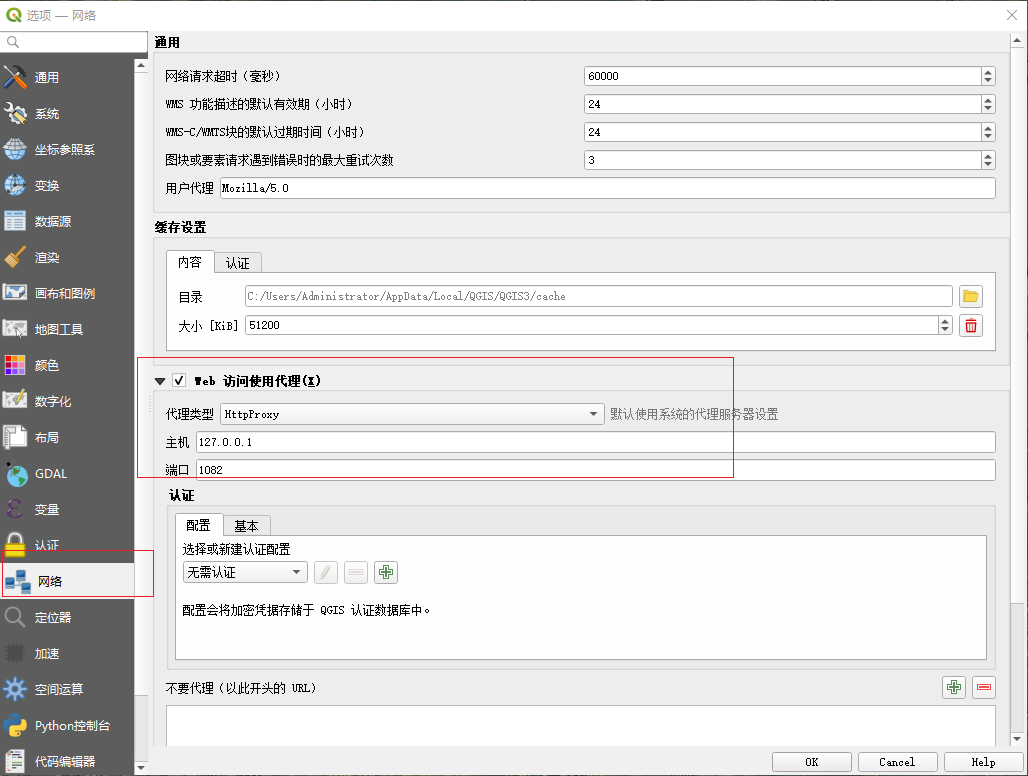 选项 — 网络
通用
系统
坐标参照系
变换
数据源
渲染
画布和图例
地图工具
颜色
数字化
布局
GDAL
变量
认证
网络
定位器
加速
空间运算
Python控制台
代码编辑器
通用
网络请求超时（毫秒） 60000
WMS 功能描述的默认有效期（小时） 24
WMS-C/WMTS块的默认过期时间（小时） 24
图块或要素请求遇到错误时的最大重试次数 3
用户代理 Mozilla/5.0
缓存设置
内容 认证
目录 C:/Users/Administrator/AppData/Local/QGIS/QGIS3/cache
大小 [KiB] 51200
Web 访问使用代理(X)
代理类型 HttpProxy 默认使用系统的代理服务器设置
主机 127.0.0.1
端口 1082
认证
配置 基本
选择或新建认证配置
无需认证
配置会将加密凭据存储于 QGIS 认证数据库中。
不要代理（以此开头的 URL）
OK Cancel Help